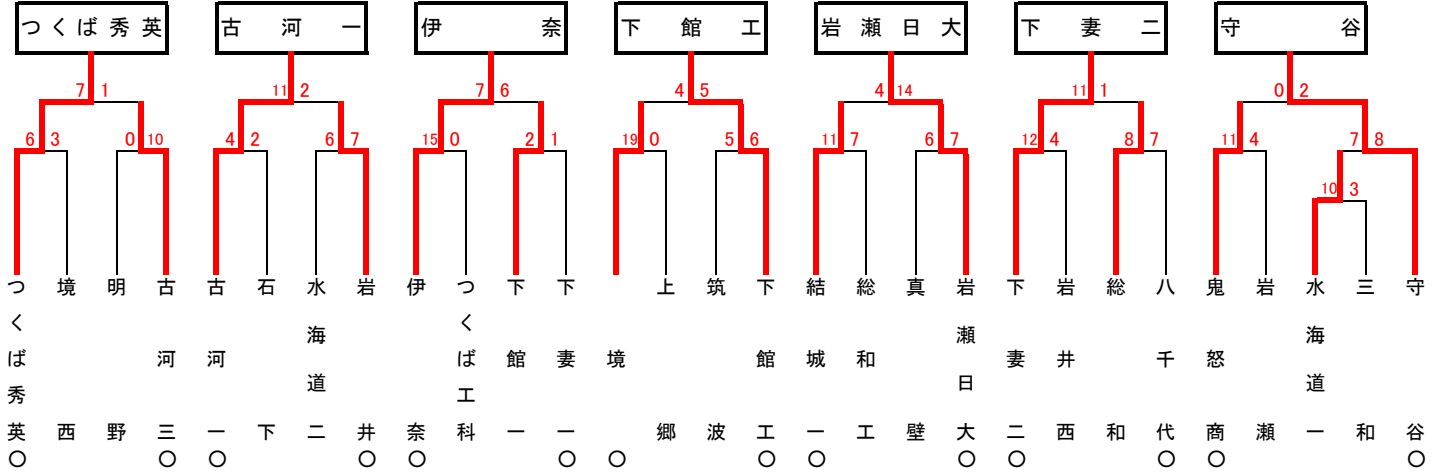 つくば秀英 古河一 伊奈 下館工 岩瀬日大 下妻二 守谷
7 1 11 2 7 6 4 5 4 14 11 1 0 2
6 3 0 10 4 2 6 7 15 0 2 1 19 0 5 6 11 7 6 7 12 4 8 7 11 4 7 8
10 3
つくば秀英
境西
明野
古河三
古河一
石下
水海道二
岩井
伊奈
つくば工科
下館一
下妻一
境
上郷
筑波
下館工
結城一
総和工
真壁
岩瀬日大
下妻二
岩井西
総和
八千代
鬼怒商
岩瀬
水海道一
三和
守谷
○ ○ ○ ○ ○ ○ ○ ○ ○ ○ ○ ○ ○ ○